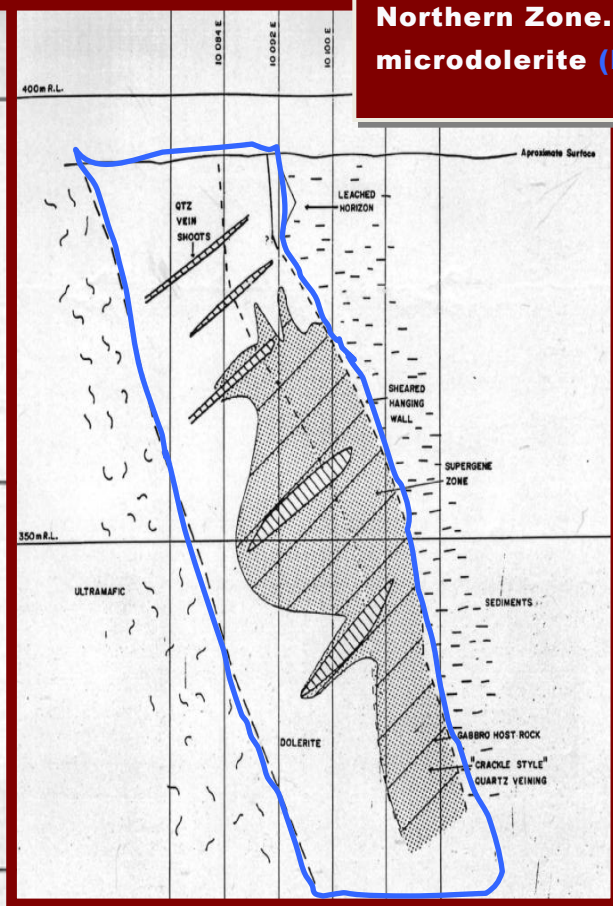 Northern Zone.
microdolerite (
10 084 E
10 092 E
10 100 E
400m R.L.
Aproximate Surface
QTZ
VEIN
SHOOTS
LEACHED
HORIZON
?
SHEARED
HANGING
WALL
SUPERGENE
ZONE
350m R.L.
ULTRAMAFIC
SEDIMENTS
DOLERITE
GABBRO HOST ROCK
"CRACKLE STYLE"
QUARTZ VEINING